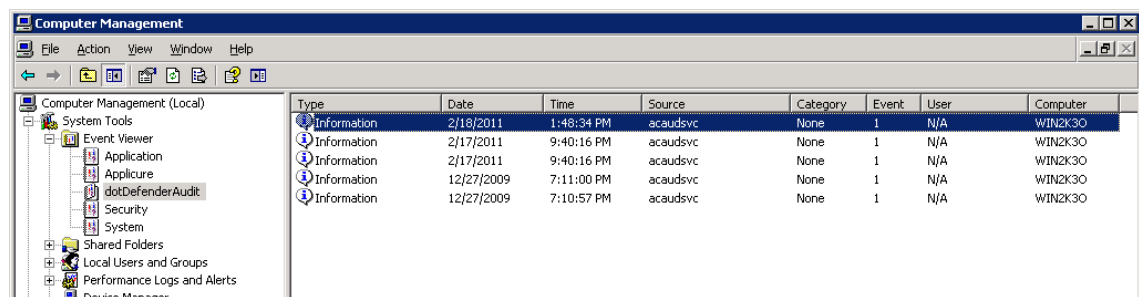 Computer Management
File Action View Window Help
Computer Management (Local)
System Tools
Event Viewer
Application
Applicure
dotDefenderAudit
Security
System
Shared Folders
Local Users and Groups
Performance Logs and Alerts
Device Manager
Type Date Time Source Category Event User Computer
Information 2/18/2011 1:48:34 PM acaudsvc None 1 N/A WIN2K3O
Information 2/17/2011 9:40:16 PM acaudsvc None 1 N/A WIN2K3O
Information 2/17/2011 9:40:16 PM acaudsvc None 1 N/A WIN2K3O
Information 12/27/2009 7:11:00 PM acaudsvc None 1 N/A WIN2K3O
Information 12/27/2009 7:10:57 PM acaudsvc None 1 N/A WIN2K3O